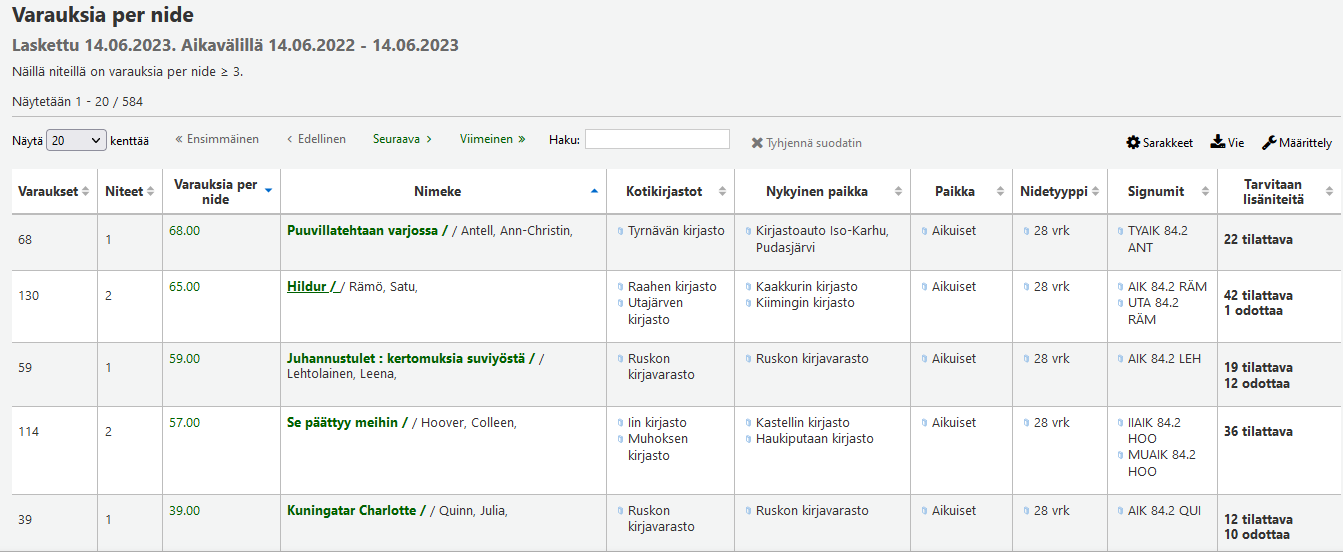 Varauksia per nide
Laskettu 14.06.2023. Aikavälillä 14.06.2022 - 14.06.2023
Näillä niteillä on varauksia per nide ≥ 3.
Näytetään 1 - 20 / 584
Näytä 20 kenttää « Ensimmäinen ‹ Edellinen Seuraava › Viimeinen » Haku: Tyhjennä suodatin Sarakkeet Vie Määrittely
Varaukset Niteet Varauksia per nide Nimeke Kotikirjastot Nykyinen paikka Paikka Nidetyyppi Signumit Tarvitaan lisäniteitä
68 1 68.00 Puuvillatehtaan varjossa / / Antell, Ann-Christin, Tyrnävän kirjasto Kirjastoauto Iso-Karhu, Aikuiset 28 vrk TYAIK 84.2 22 tilattava
Pudasjärvi ANT
130 2 65.00 Hildur / / Rämö, Satu, Raahen kirjasto Kaakkurin kirjasto Aikuiset 28 vrk AIK 84.2 RÄM 42 tilattava
Utajärven Kiimingin kirjasto UTA 84.2 1 odottaa
kirjasto RÄM
59 1 59.00 Juhannustulet : kertomuksia suviyöstä / / Ruskon Ruskon kirjavarasto Aikuiset 28 vrk AIK 84.2 LEH 19 tilattava
Lehtolainen, Leena, kirjavarasto 12 odottaa
114 2 57.00 Se päättyy meihin / / Hoover, Colleen, Iin kirjasto Kastellin kirjasto Aikuiset 28 vrk IIAIK 84.2 36 tilattava
Muhoksen Haukiputaan kirjasto HOO
kirjasto MUAIK 84.2
HOO
39 1 39.00 Kuningatar Charlotte / / Quinn, Julia, Ruskon Ruskon kirjavarasto Aikuiset 28 vrk AIK 84.2 QUI 12 tilattava
kirjavarasto 10 odottaa